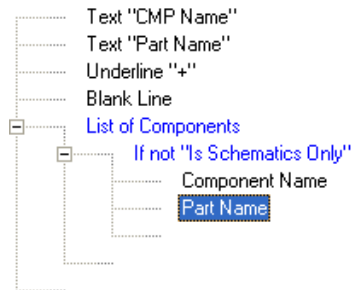 Text "CMP Name"
Text "Part Name"
Underline "+"
Blank Line
List of Components
If not "Is Schematics Only"
Component Name
Part Name